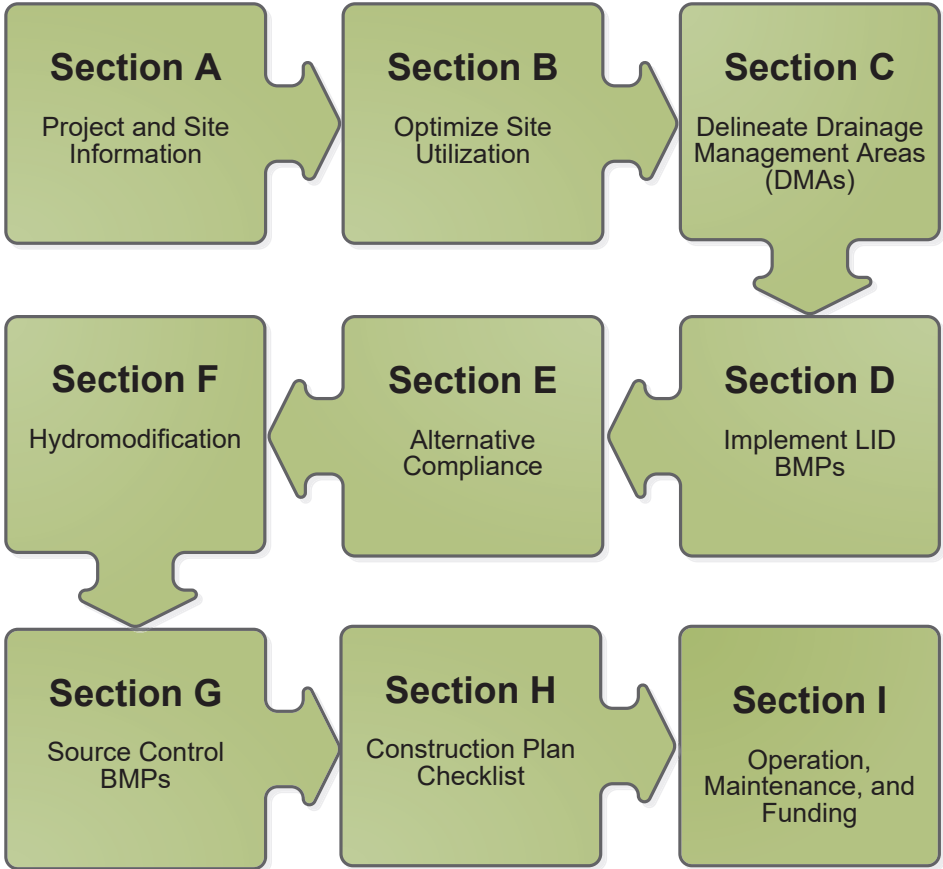 Section A
Project and Site
Information
Section B
Optimize Site
Utilization
Section C
Delineate Drainage
Management Areas
(DMAs)
Section D
Implement LID
BMPs
Section E
Alternative
Compliance
Section F
Hydromodification
Section G
Source Control
BMPs
Section H
Construction Plan
Checklist
Section I
Operation,
Maintenance, and
Funding